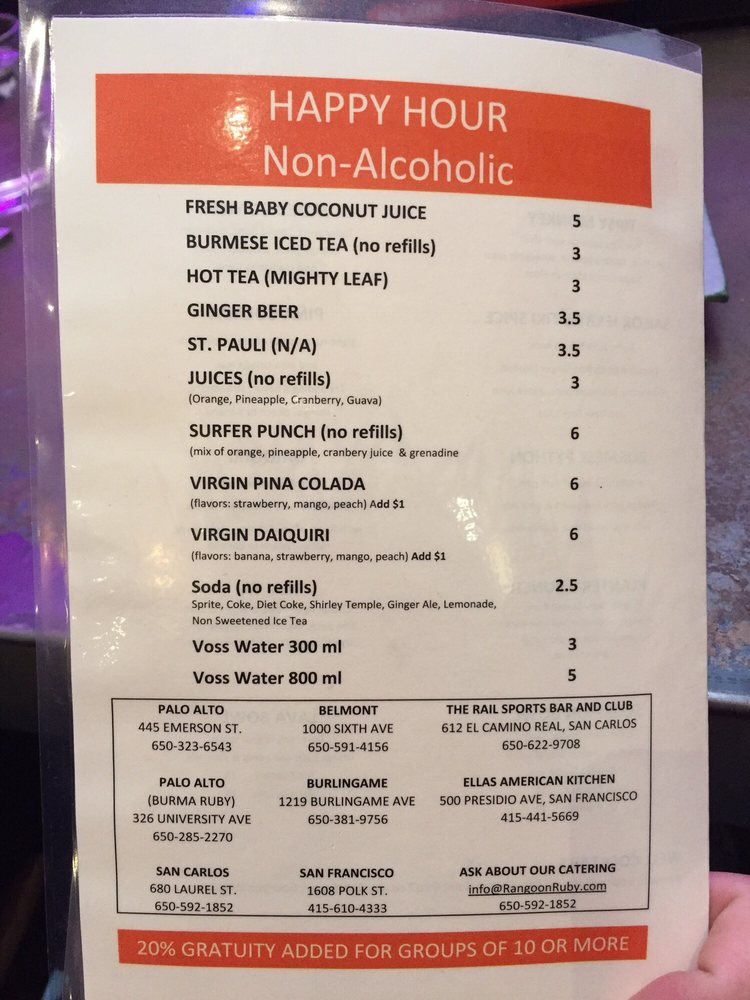 HAPPY HOUR
Non-Alcoholic
FRESH BABY COCONUT JUICE 5
BURMESE ICED TEA (no refills) 3
HOT TEA (MIGHTY LEAF) 3
GINGER BEER 3.5
ST. PAULI (N/A) 3.5
JUICES (no refills) 3
(Orange, Pineapple, Cranberry, Guava)
SURFER PUNCH (no refills) 6
(mix of orange, pineapple, cranbery juice & grenadine
VIRGIN PINA COLADA 6
(flavors: strawberry, mango, peach) Add $1
VIRGIN DAIQUIRI 6
(flavors: banana, strawberry, mango, peach) Add $1
Soda (no refills) 2.5
Sprite, Coke, Diet Coke, Shirley Temple, Ginger Ale, Lemonade,
Non Sweetened Ice Tea
Voss Water 300 ml 3
Voss Water 800 ml 5
PALO ALTO
445 EMERSON ST.
650-323-6543
BELMONT
1000 SIXTH AVE
650-591-4156
THE RAIL SPORTS BAR AND CLUB
612 EL CAMINO REAL, SAN CARLOS
650-622-9708
PALO ALTO
(BURMA RUBY)
326 UNIVERSITY AVE
650-285-2270
BURLINGAME
1219 BURLINGAME AVE
650-381-9756
ELLAS AMERICAN KITCHEN
500 PRESIDIO AVE, SAN FRANCISCO
415-441-5669
SAN CARLOS
680 LAUREL ST.
650-592-1852
SAN FRANCISCO
1608 POLK ST.
415-610-4333
ASK ABOUT OUR CATERING
info@RangoonRuby.com
650-592-1852
20% GRATUITY ADDED FOR GROUPS OF 10 OR MORE